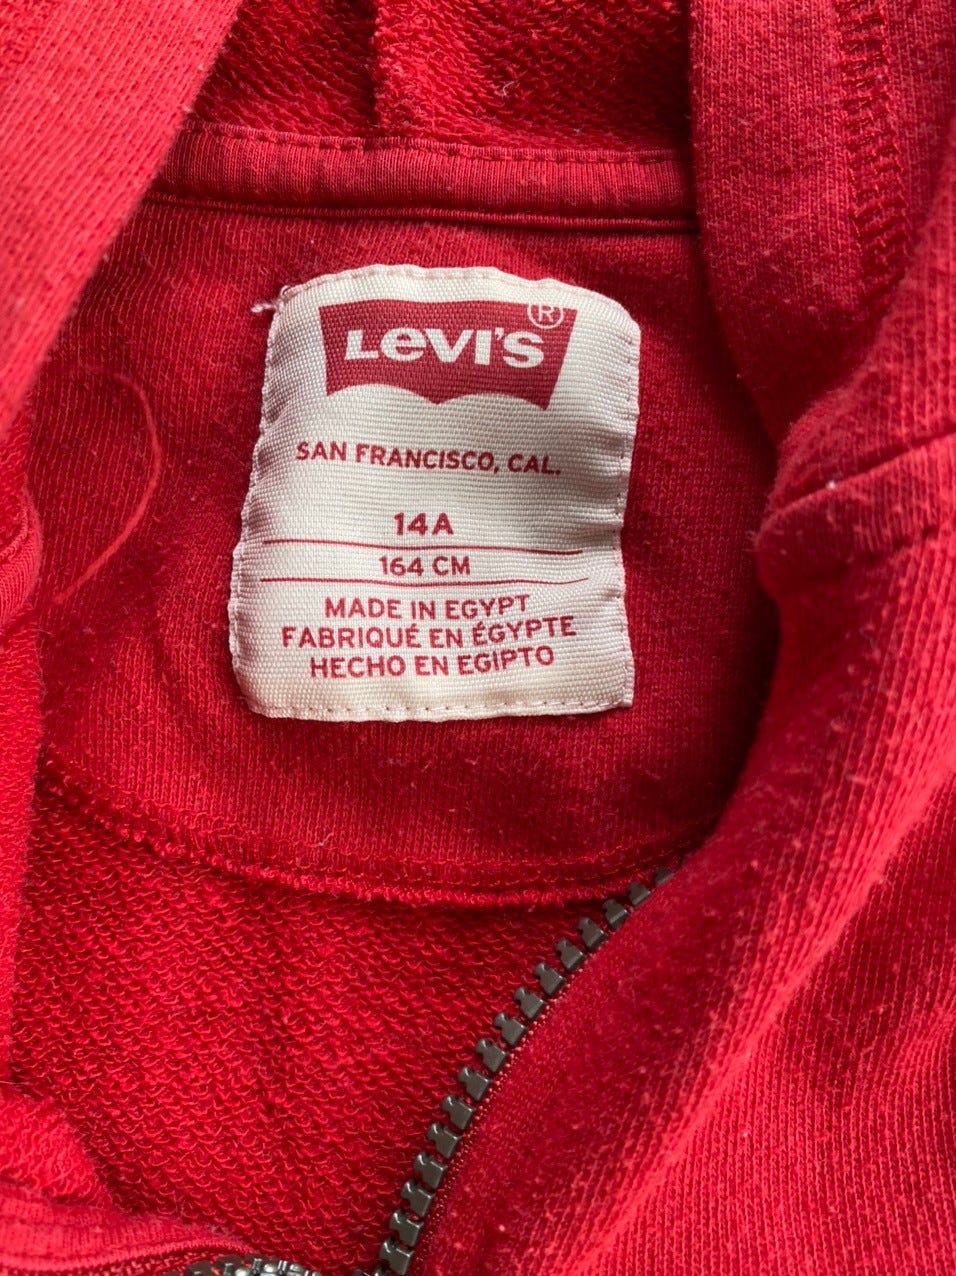 Levi's ®
SAN FRANCISCO, CAL.
14A
164 CM
MADE IN EGYPT
FABRIQUÉ EN ÉGYPTE
HECHO EN EGIPTO